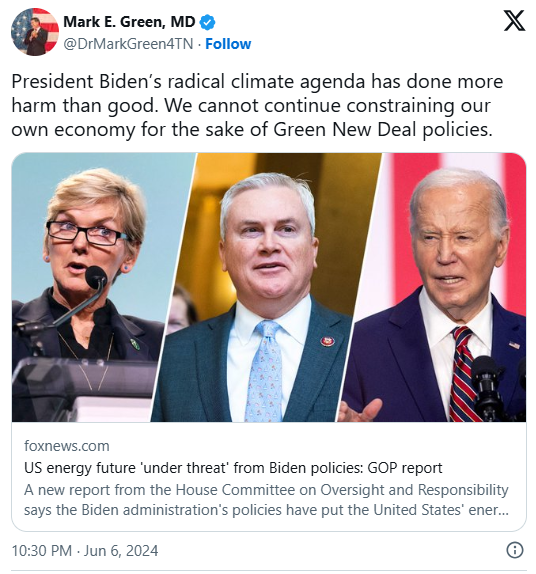 Mark E. Green, MD
@DrMarkGreen4TN · Follow
President Biden’s radical climate agenda has done more
harm than good. We cannot continue constraining our
own economy for the sake of Green New Deal policies.
foxnews.com
US energy future 'under threat' from Biden policies: GOP report
A new report from the House Committee on Oversight and Responsibility
says the Biden administration's policies have put the United States' ener...
10:30 PM · Jun 6, 2024